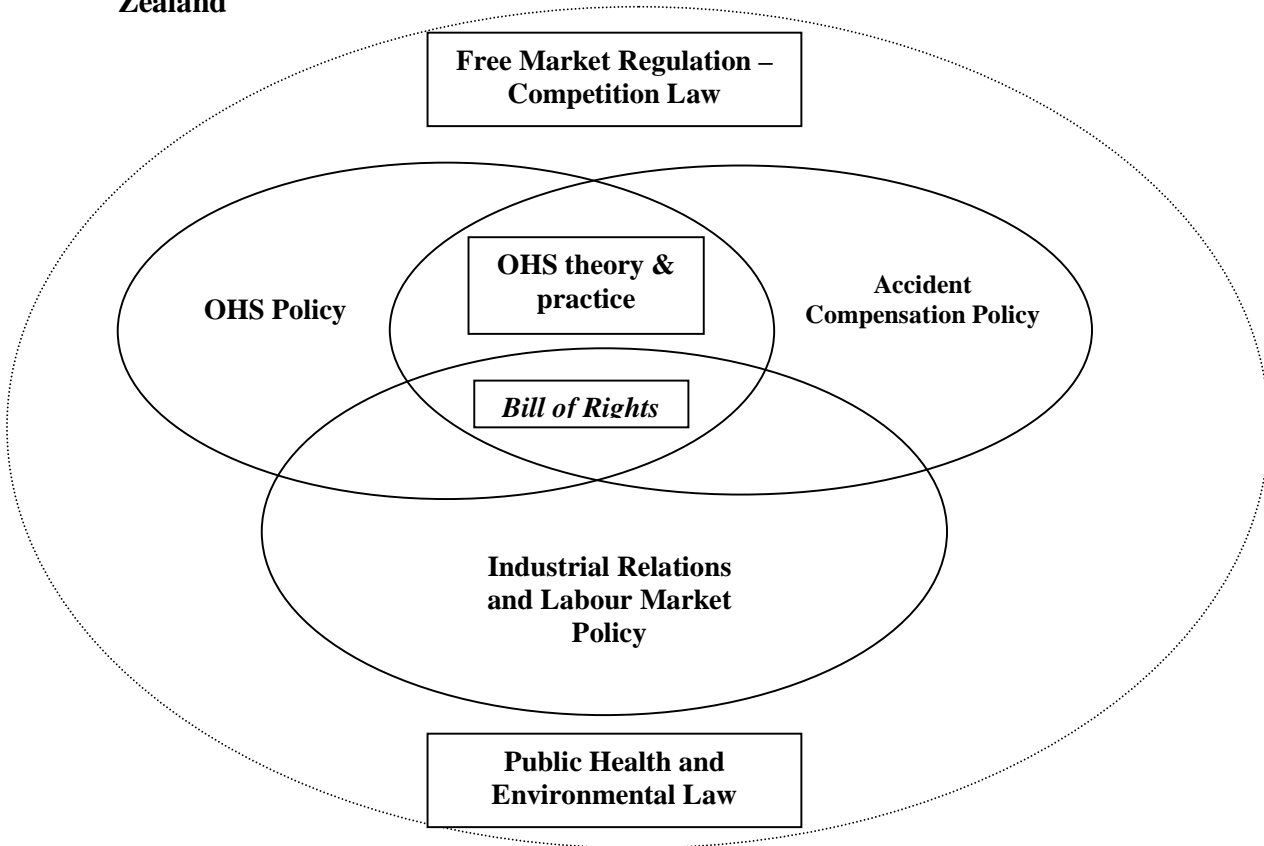 Zealand
Free Market Regulation –
Competition Law
OHS theory &
practice
OHS Policy
Accident
Compensation Policy
Bill of Rights
Industrial Relations
and Labour Market
Policy
Public Health and
Environmental Law